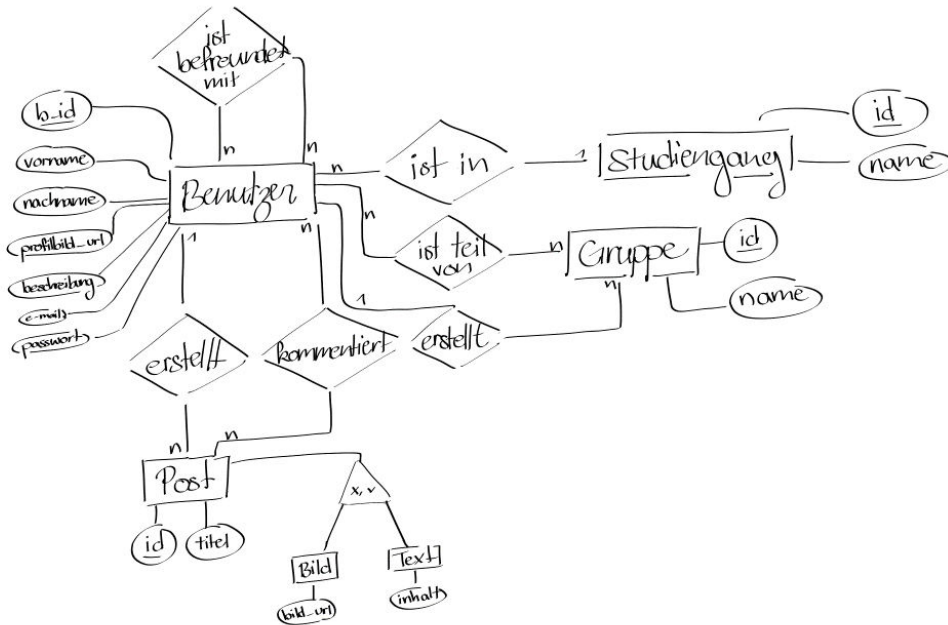 ist
befreundet
mit
n
n
b_id
vorname
nachname
profilbild_url
beschreibung
e-mail
passwort
Benutzer
n
ist in
1
Studiengang
id
name
n
ist teil
von
n
Gruppe
id
name
1
erstellt
n
1
erstellt
n
n
kommentiert
n
Post
id
titel
x, v
Bild
bild_url
Text
inhalt